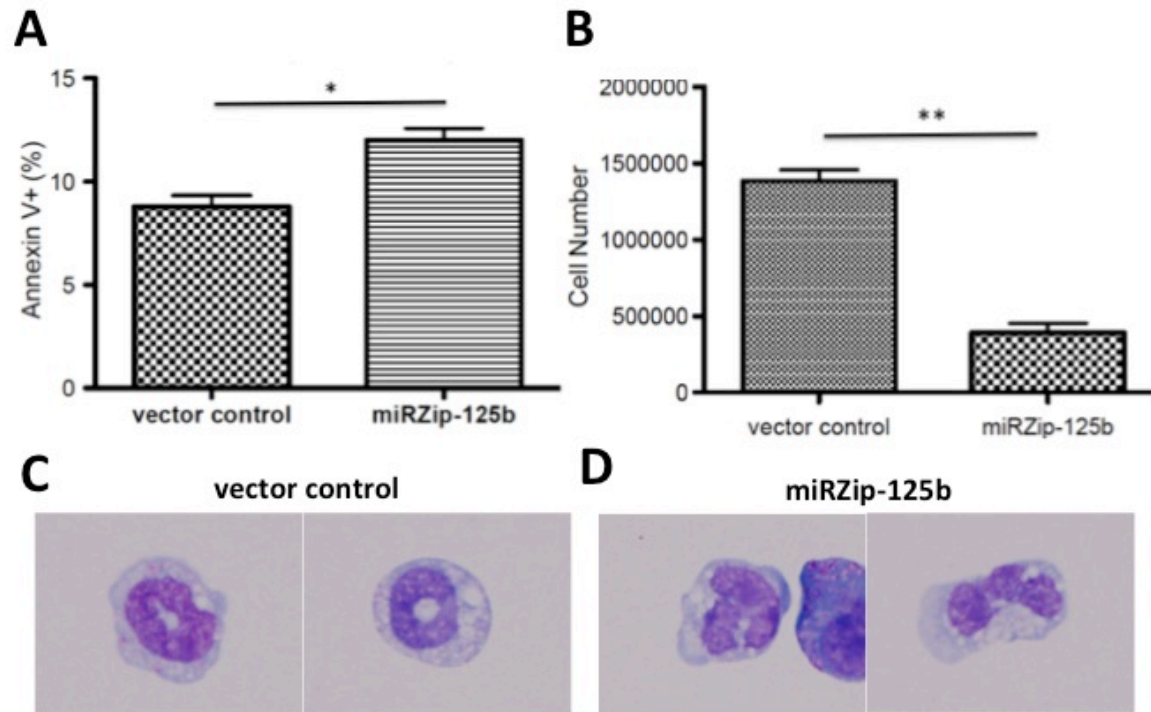 A
Annexin V+ (%)
15
10
5
0
*
vector control
miRZip-125b
B
Cell Number
2000000
1500000
1000000
500000
0
**
vector control
miRZip-125b
C
vector control
D
miRZip-125b